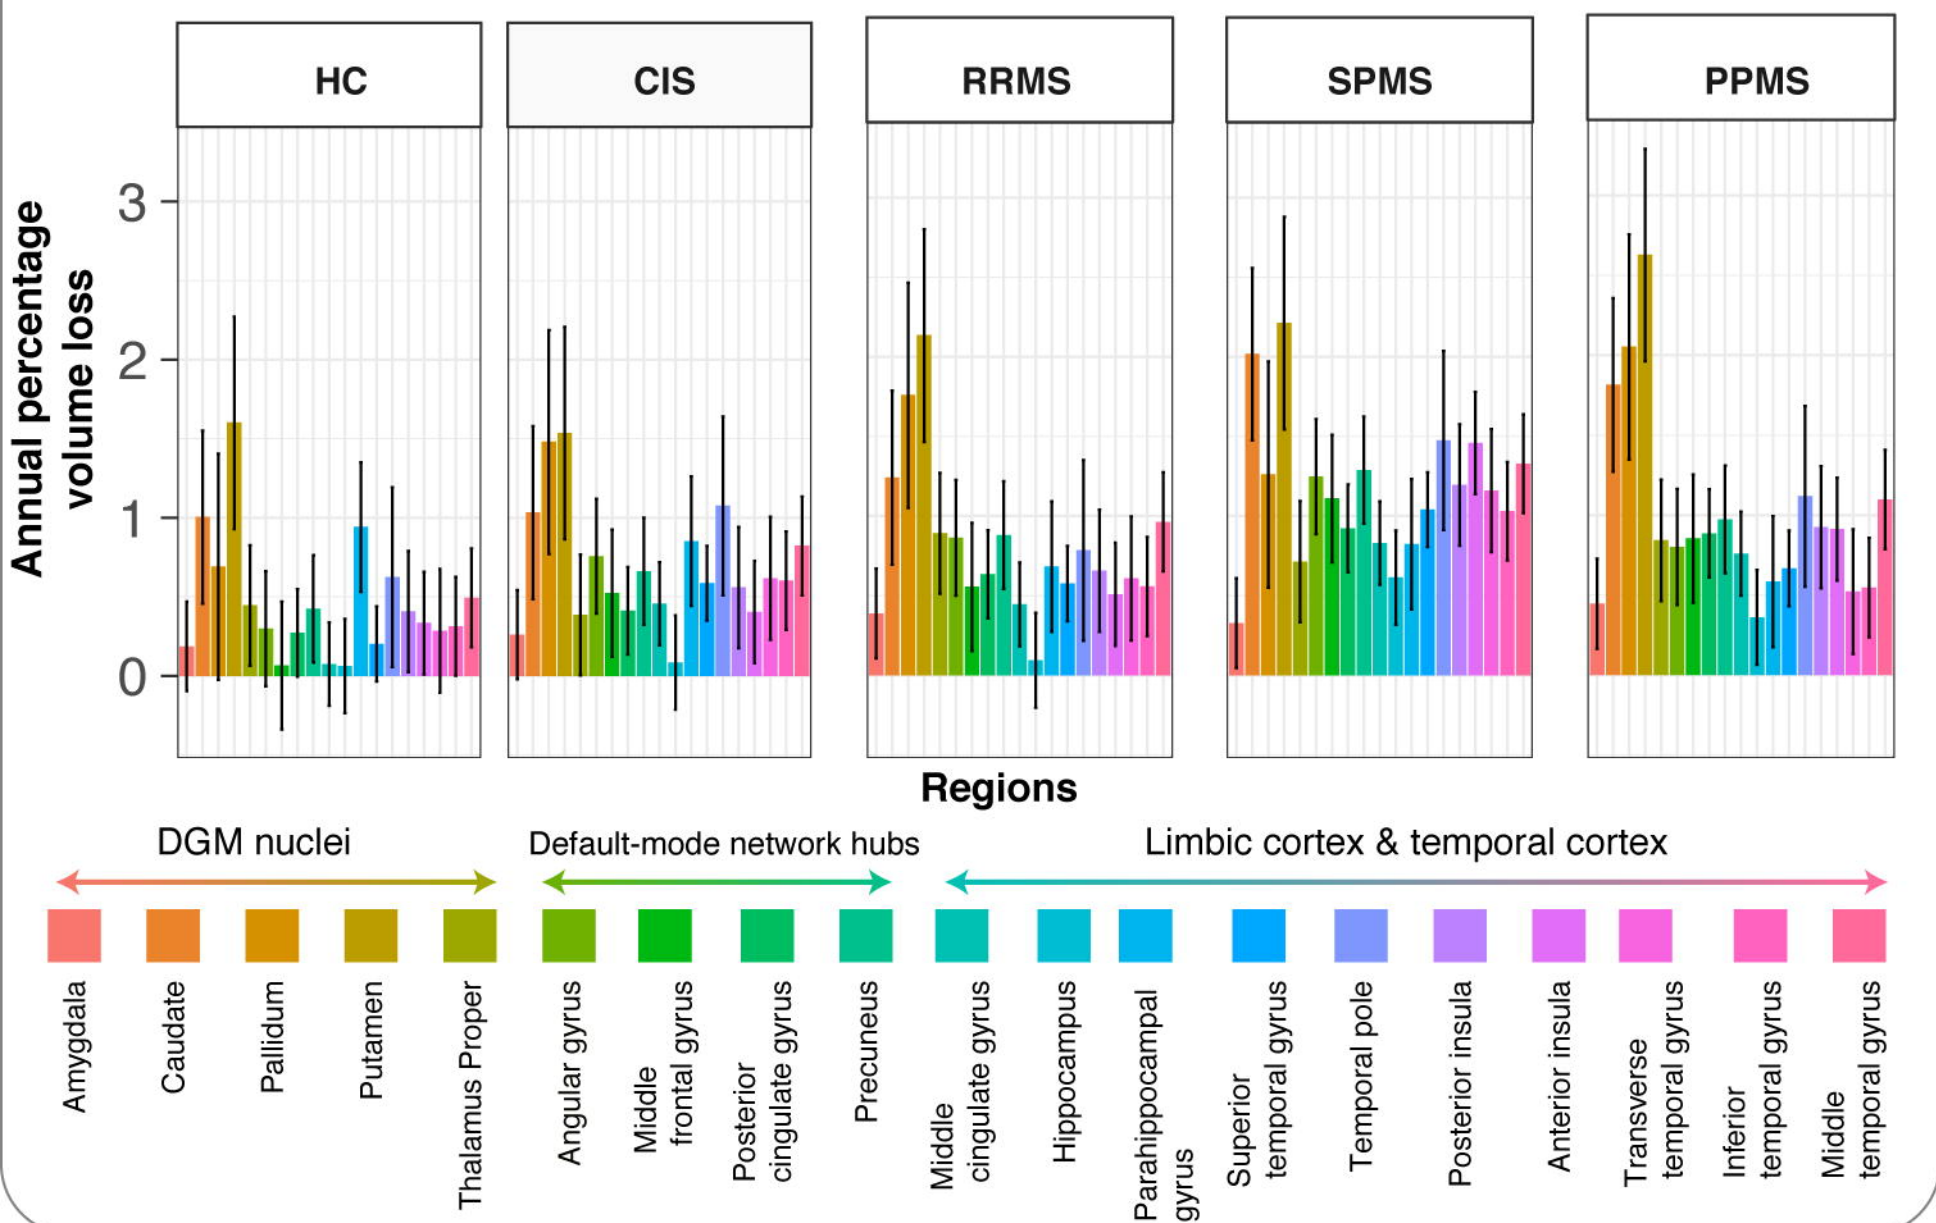 HC
CIS
RRMS
SPMS
PPMS
Annual percentage
volume loss
3
2
1
0
Regions
DGM nuclei
Default-mode network hubs
Limbic cortex & temporal cortex
Amygdala
Caudate
Pallidum
Putamen
Thalamus Proper
Angular gyrus
Middle
frontal gyrus
Posterior
cingulate gyrus
Precuneus
Middle
cingulate gyrus
Hippocampus
Parahippocampal
gyrus
Superior
temporal gyrus
Temporal pole
Posterior insula
Anterior insula
Transverse
temporal gyrus
Inferior
temporal gyrus
Middle
temporal gyrus